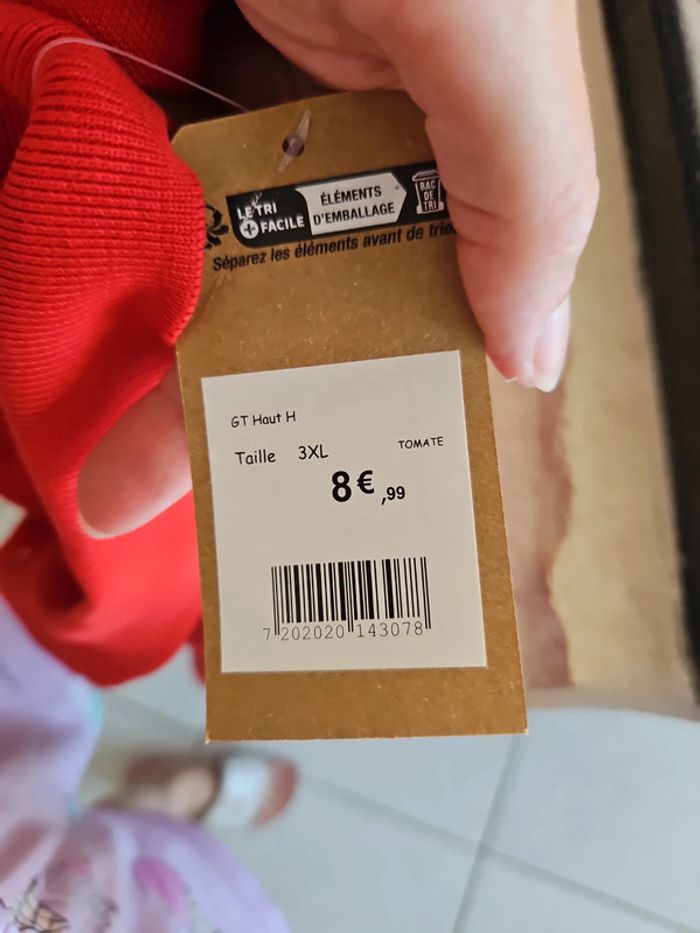 LE TRI
+ FACILE
ÉLÉMENTS
D'EMBALLAGE
BAC
DE
TRI
Séparez les éléments avant de
GT Haut H
Taille 3XL
TOMATE
8€,99
7 202020 143078